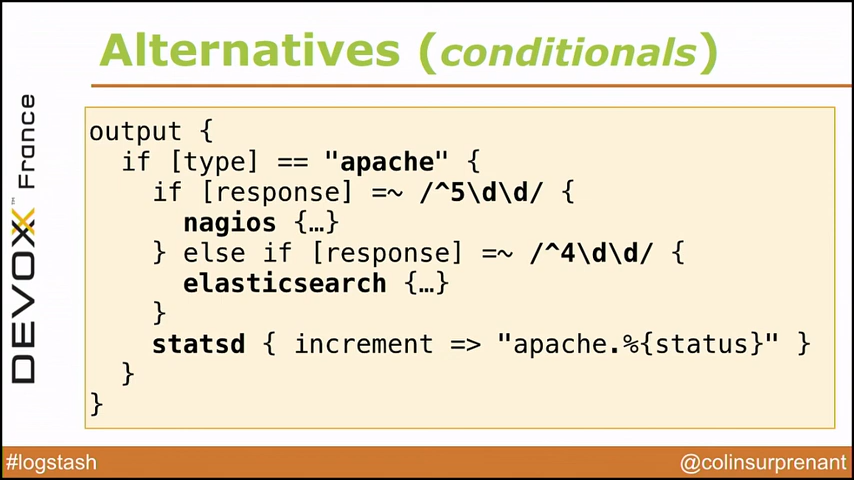 Alternatives (conditionals)
DEVOXX™ France
output {
  if [type] == "apache" {
    if [response] =~ /^5\d\d/ {
      nagios {…}
    } else if [response] =~ /^4\d\d/ {
      elasticsearch {…}
    }
    statsd { increment => "apache.%{status}" }
  }
}
#logstash
@colinsurprenant